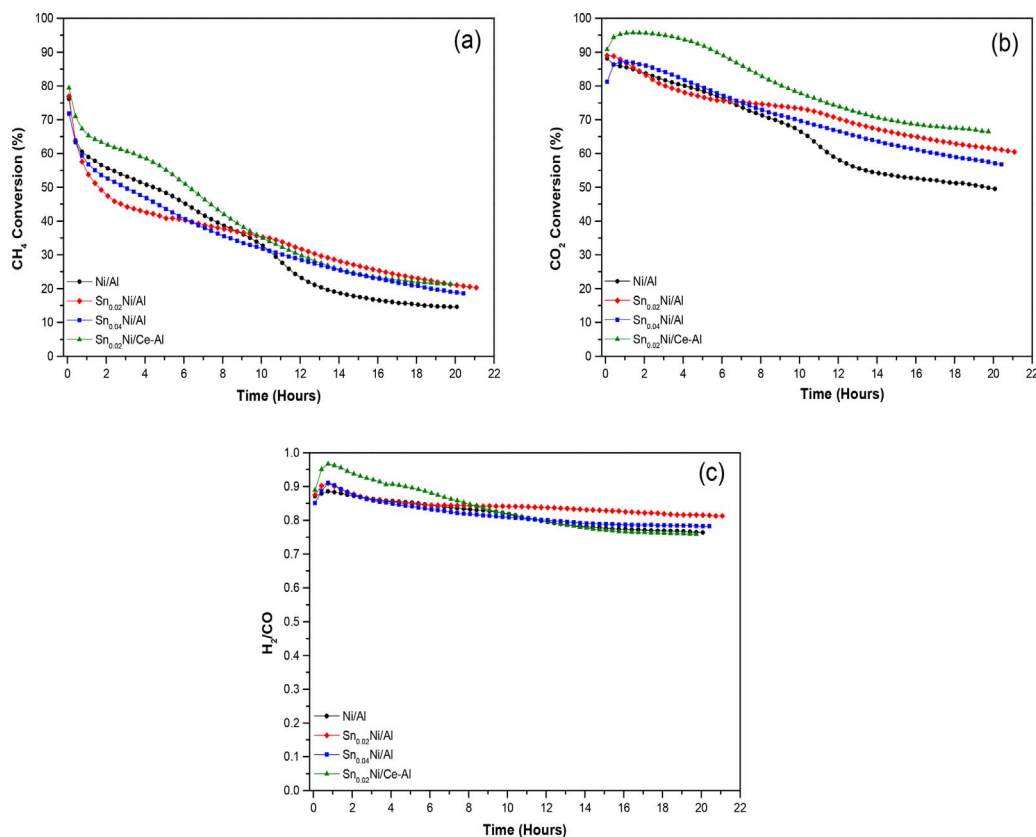 (a)
CH₄ Conversion (%)
100
90
80
70
60
50
40
30
20
10
0
Ni/Al
Sn₀.₀₂Ni/Al
Sn₀.₀₄Ni/Al
Sn₀.₀₂Ni/Ce-Al
0 2 4 6 8 10 12 14 16 18 20 22
Time (Hours)
(b)
CO₂ Conversion (%)
100
90
80
70
60
50
40
30
20
10
0
Ni/Al
Sn₀.₀₂Ni/Al
Sn₀.₀₄Ni/Al
Sn₀.₀₂Ni/Ce-Al
0 2 4 6 8 10 12 14 16 18 20 22
Time (Hours)
(c)
H₂/CO
1.0
0.9
0.8
0.7
0.6
0.5
0.4
0.3
0.2
0.1
0.0
Ni/Al
Sn₀.₀₂Ni/Al
Sn₀.₀₄Ni/Al
Sn₀.₀₂Ni/Ce-Al
0 2 4 6 8 10 12 14 16 18 20 22
Time (Hours)